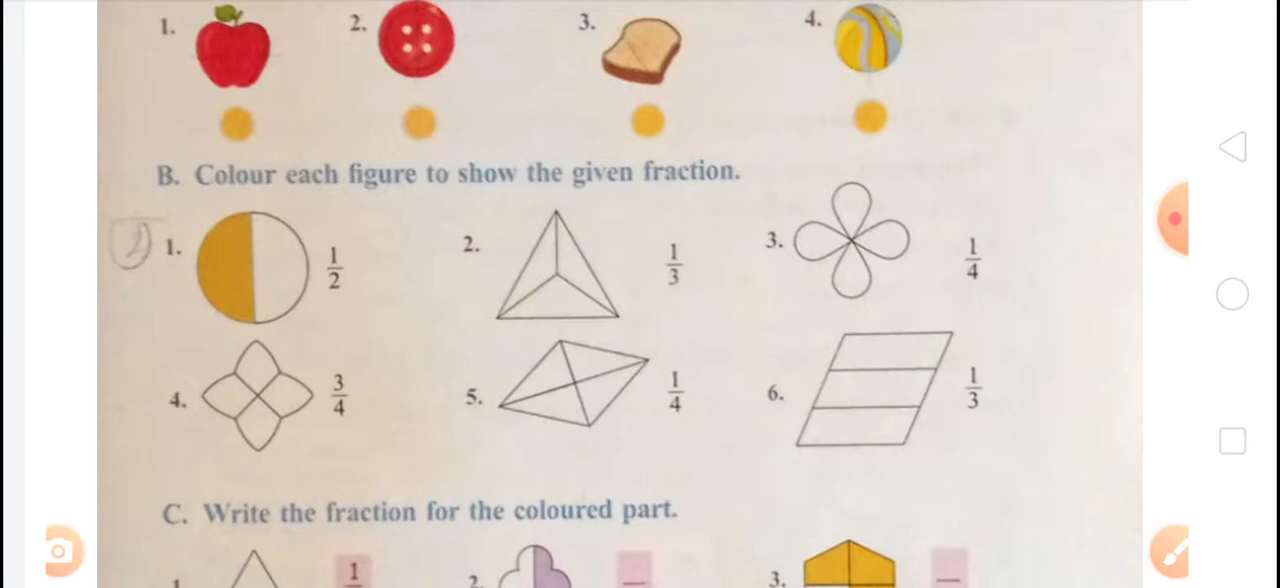 1. 2. 3. 4.
B. Colour each figure to show the given fraction.
1. 1/2 2. 1/3 3. 1/4
4. 3/4 5. 1/4 6. 1/3
C. Write the fraction for the coloured part.
1 2. 3.